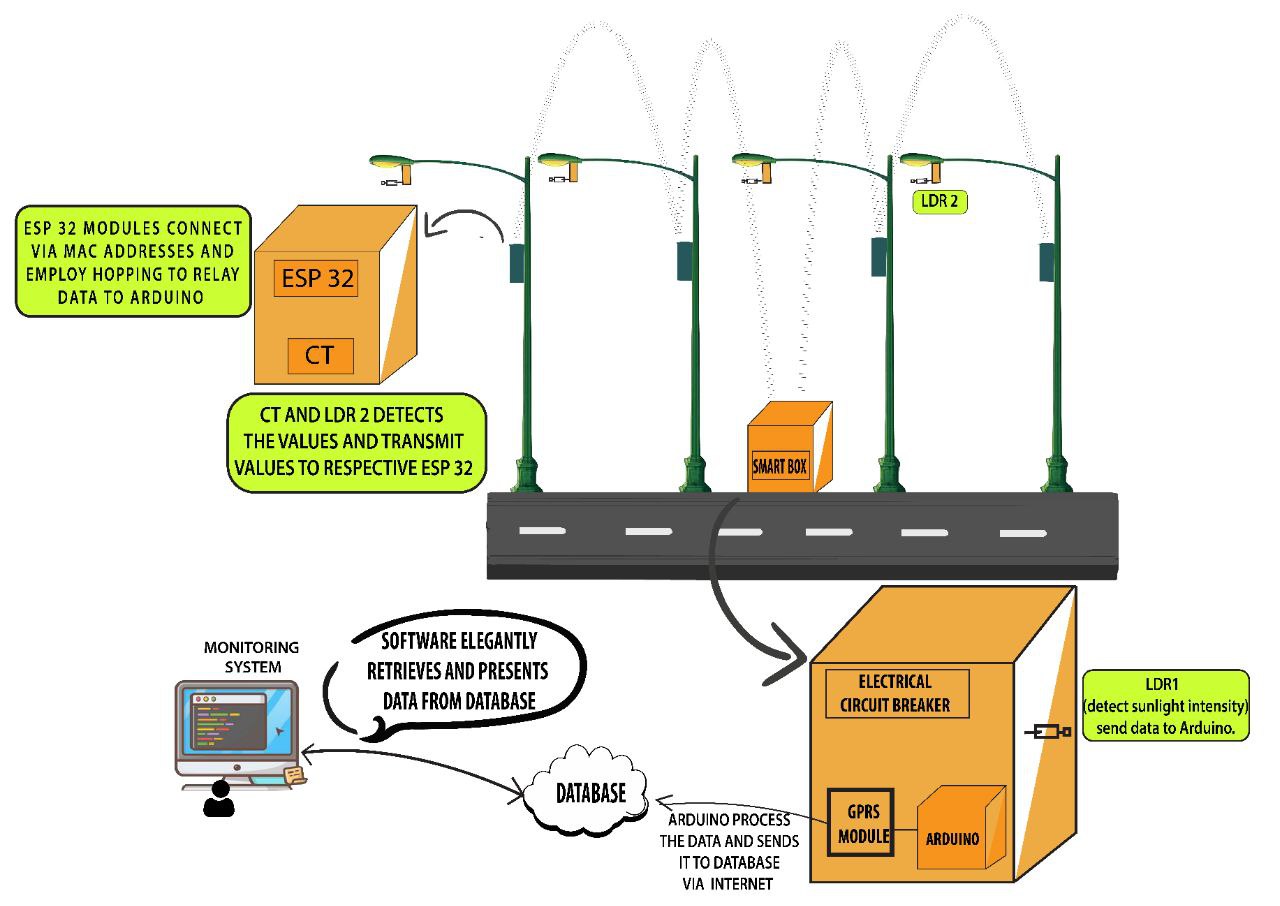 LDR 2
ESP 32 MODULES CONNECT
VIA MAC ADDRESSES AND
EMPLOY HOPPING TO RELAY
DATA TO ARDUINO
ESP 32
CT
CT AND LDR 2 DETECTS
THE VALUES AND TRANSMIT
VALUES TO RESPECTIVE ESP 32
SMART BOX
MONITORING
SYSTEM
SOFTWARE ELEGANTLY
RETRIEVES AND PRESENTS
DATA FROM DATABASE
DATABASE
ARDUINO PROCESS
THE DATA AND SENDS
IT TO DATABASE
VIA INTERNET
ELECTRICAL
CIRCUIT BREAKER
GPRS
MODULE
ARDUINO
LDR1
(detect sunlight intensity)
send data to Arduino.